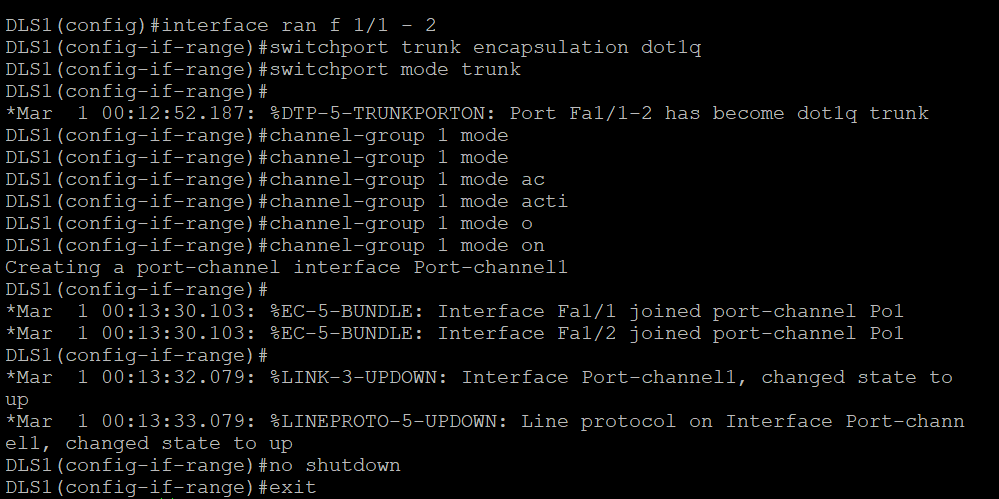 DLS1(config)#interface ran f 1/1 - 2
DLS1(config-if-range)#switchport trunk encapsulation dot1q
DLS1(config-if-range)#switchport mode trunk
DLS1(config-if-range)#
*Mar  1 00:12:52.187: %DTP-5-TRUNKPORTON: Port Fa1/1-2 has become dot1q trunk
DLS1(config-if-range)#channel-group 1 mode
DLS1(config-if-range)#channel-group 1 mode
DLS1(config-if-range)#channel-group 1 mode ac
DLS1(config-if-range)#channel-group 1 mode acti
DLS1(config-if-range)#channel-group 1 mode o
DLS1(config-if-range)#channel-group 1 mode on
Creating a port-channel interface Port-channel1
DLS1(config-if-range)#
*Mar  1 00:13:30.103: %EC-5-BUNDLE: Interface Fa1/1 joined port-channel Po1
*Mar  1 00:13:30.103: %EC-5-BUNDLE: Interface Fa1/2 joined port-channel Po1
DLS1(config-if-range)#
*Mar  1 00:13:32.079: %LINK-3-UPDOWN: Interface Port-channel1, changed state to
up
*Mar  1 00:13:33.079: %LINEPROTO-5-UPDOWN: Line protocol on Interface Port-chann
el1, changed state to up
DLS1(config-if-range)#no shutdown
DLS1(config-if-range)#exit